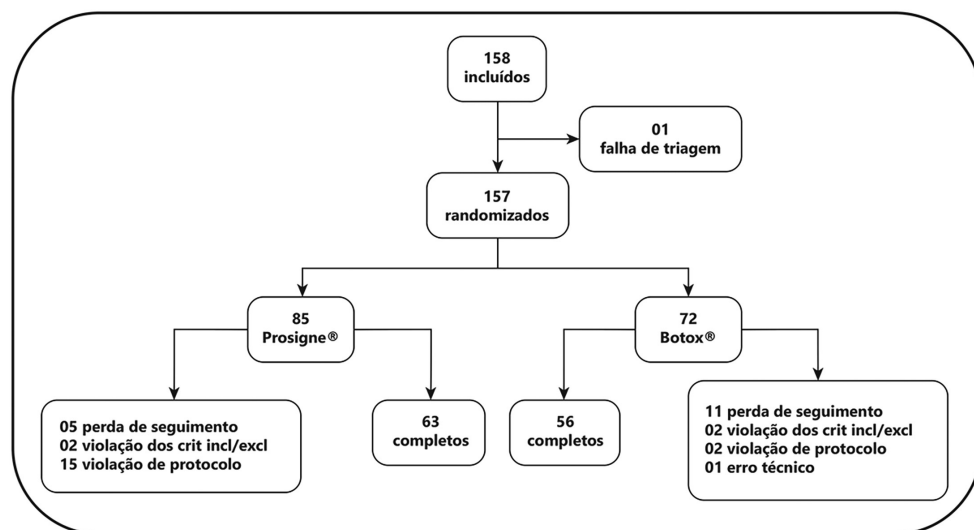 158
incluídos
01
falha de triagem
157
randomizados
85
Prosigne®
72
Botox®
05 perda de seguimento
02 violação dos crit incl/excl
15 violação de protocolo
63
completos
56
completos
11 perda de seguimento
02 violação dos crit incl/excl
02 violação de protocolo
01 erro técnico